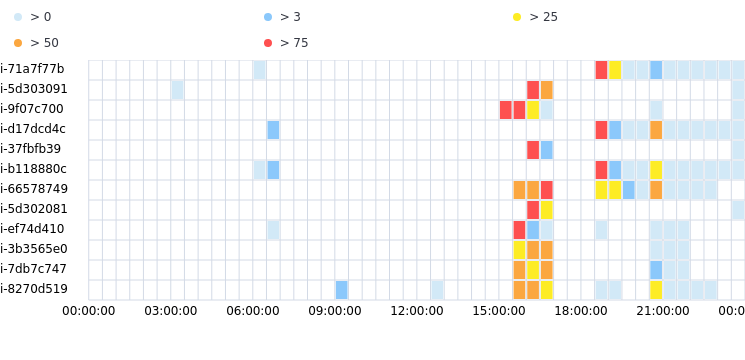 > 0 > 3 > 25
> 50 > 75
i-71a7f77b
i-5d303091
i-9f07c700
i-d17dcd4c
i-37fbfb39
i-b118880c
i-66578749
i-5d302081
i-ef74d410
i-3b3565e0
i-7db7c747
i-8270d519
00:00:00 03:00:00 06:00:00 09:00:00 12:00:00 15:00:00 18:00:00 21:00:00 00:0